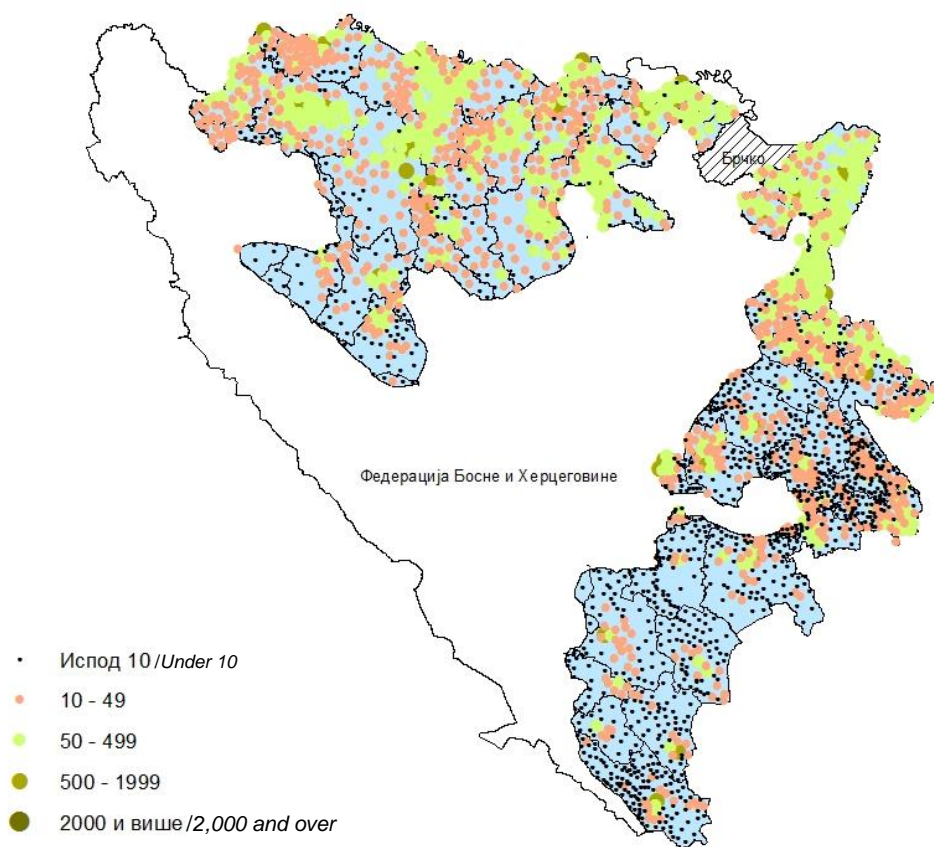 Брчко
Федерација Босне и Херцеговине
Испод 10 /Under 10
10 - 49
50 - 499
500 - 1999
2000 и више /2,000 and over